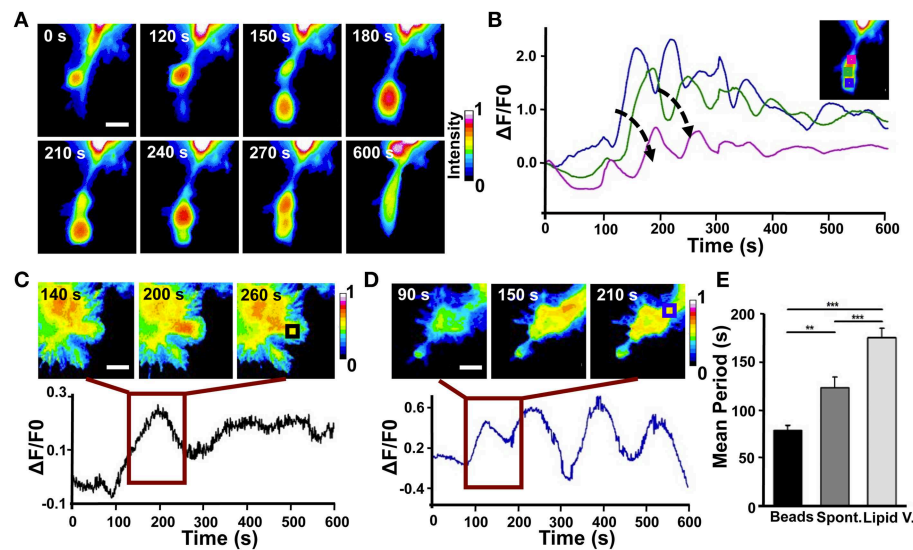 A
0 s
120 s
150 s
180 s
210 s
240 s
270 s
600 s
1
Intensity
0
B
ΔF/F0
2.0
1.0
0.0
0 100 200 300 400 500 600
Time (s)
C
140 s
200 s
260 s
1
0
ΔF/F0
0.3
0.1
-0.1
0 100 200 300 400 500 600
Time (s)
D
90 s
150 s
210 s
1
0
ΔF/F0
0.6
0.1
-0.4
0 100 200 300 400 500 600
Time (s)
E
Mean Period (s)
200
150
100
50
0
***
** ***
Beads Spont. Lipid V.